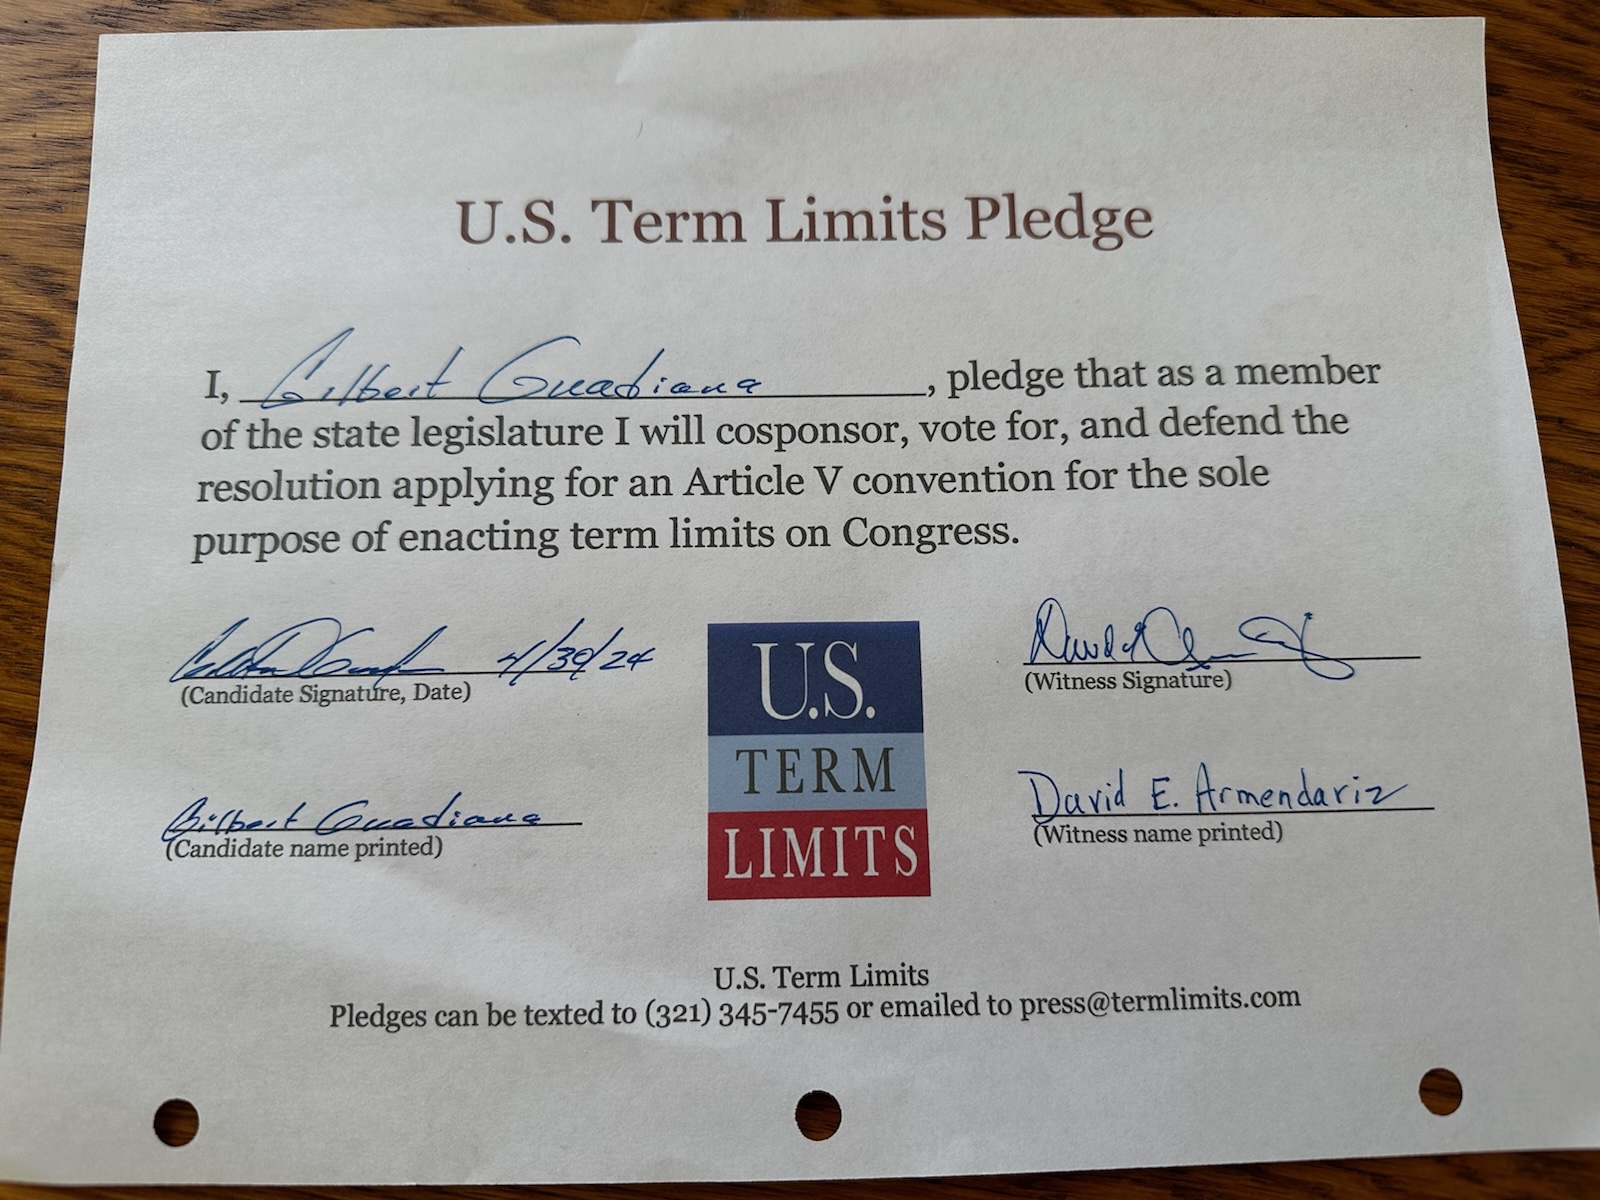 U.S. Term Limits Pledge
I, Gilbert Guadiana, pledge that as a member
of the state legislature I will cosponsor, vote for, and defend the
resolution applying for an Article V convention for the sole
purpose of enacting term limits on Congress.
4/30/24
(Candidate Signature, Date)
Gilbert Guadiana
(Candidate name printed)
U.S.
TERM
LIMITS
(Witness Signature)
David E. Armendariz
(Witness name printed)
U.S. Term Limits
Pledges can be texted to (321) 345-7455 or emailed to press@termlimits.com